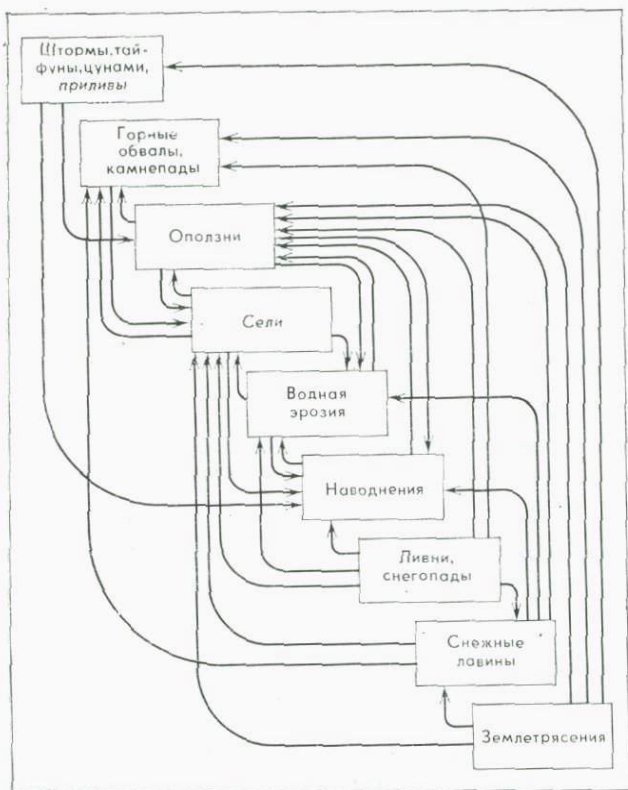 Штормы, тай-
фуны, цунами,
приливы
Горные
обвалы,
камнепады
Оползни
Сели
Водная
эрозия
Наводнения
Ливни,
снегопады
Снежные
лавины
Землетрясения